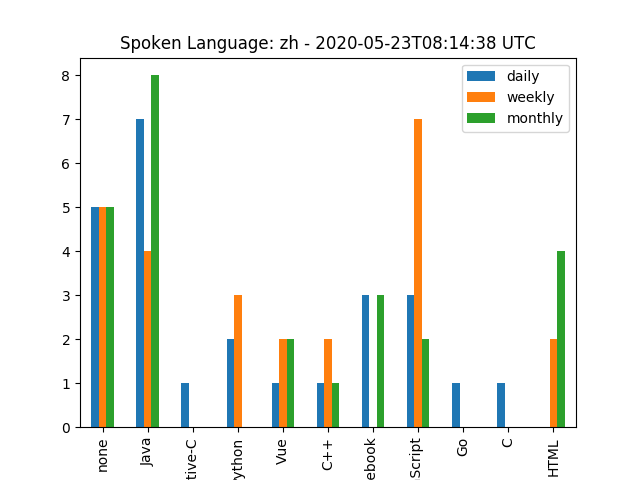 Spoken Language: zh - 2020-05-23T08:14:38 UTC
daily
weekly
monthly
8
7
6
5
4
3
2
1
0
none
Java
tive-C
ython
Vue
C++
ebook
Script
Go
C
HTML